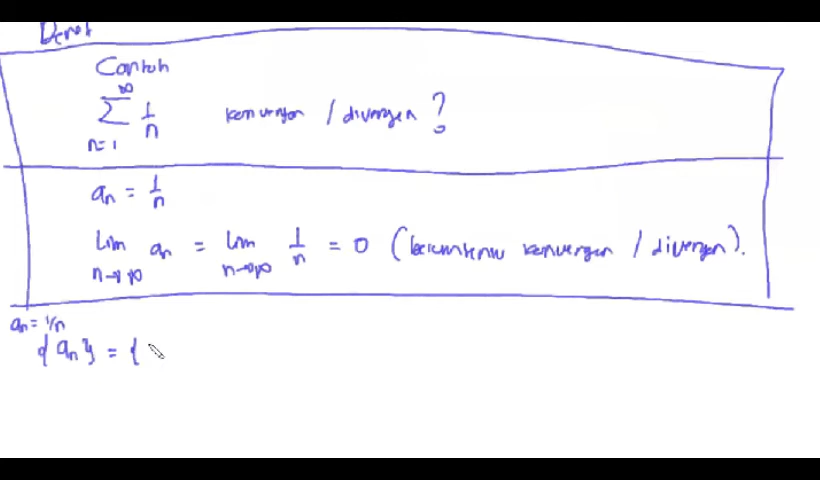 Deret
Contoh
∞
∑ 1/n konvergen / divergen ?
n=1
aₙ = 1/n
lim aₙ = lim 1/n = 0 (belum tentu konvergen / divergen).
n→∞ n→∞
aₙ = 1/n
{aₙ} = {